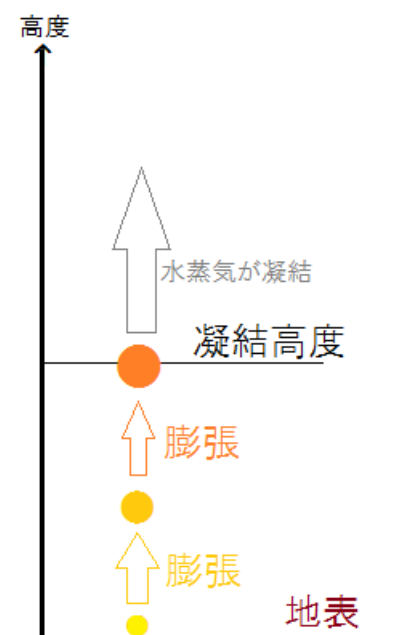 高度
水蒸気が凝結
凝結高度
膨張
膨張
地表